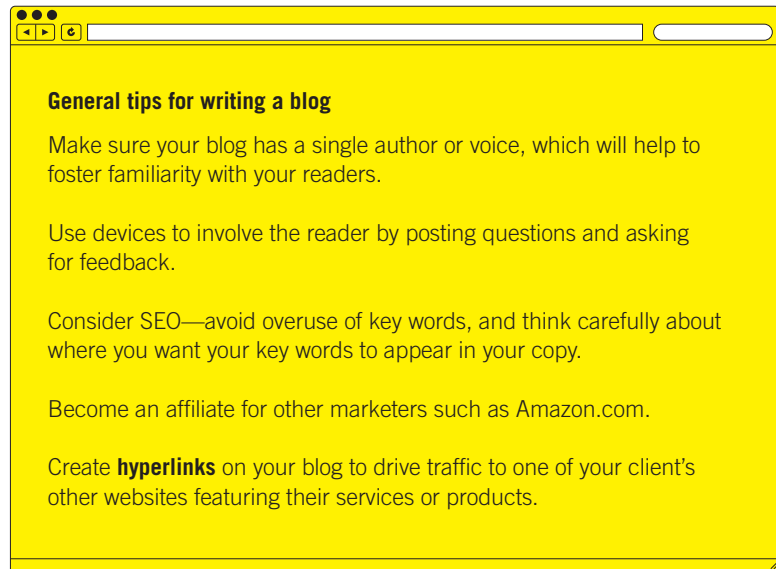 General tips for writing a blog
Make sure your blog has a single author or voice, which will help to
foster familiarity with your readers.
Use devices to involve the reader by posting questions and asking
for feedback.
Consider SEO—avoid overuse of key words, and think carefully about
where you want your key words to appear in your copy.
Become an affiliate for other marketers such as Amazon.com.
Create hyperlinks on your blog to drive traffic to one of your client’s
other websites featuring their services or products.